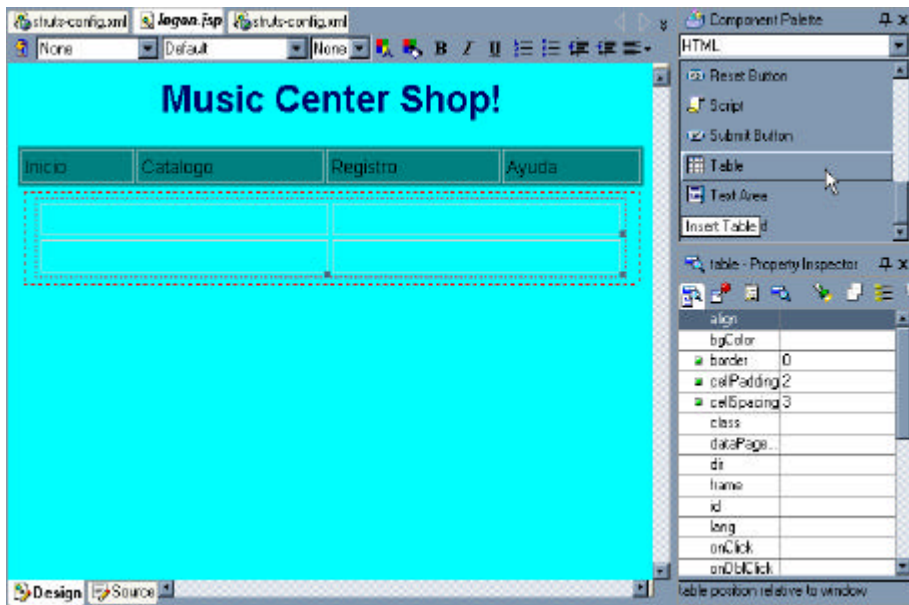 struts-config.xml logon.jsp struts-config.xml
None Default None B I U
Music Center Shop!
Inicio Catalogo Registro Ayuda
Design Source
Component Palette
HTML
Reset Button
Script
Submit Button
Table
Text Area
Insert Table d
table - Property Inspector
align
bgColor
border 0
cellPadding 2
cellSpacing 3
class
dataPage...
dir
frame
id
lang
onClick
onDblClick
table position relative to window